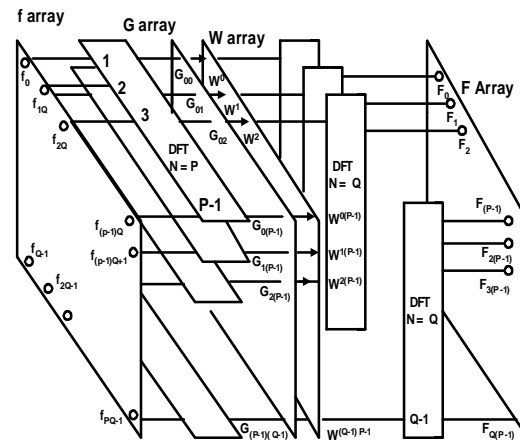 f array
G array
W array
F Array
f0
f1Q
f2Q
1
2
3
P-1
DFT
N = P
G00
G01
G02
W0
W1
W2
DFT
N = Q
F0
F1
F2
f(p-1)Q
f(p-1)Q+1
G0(P-1)
G1(P-1)
G2(P-1)
W0(P-1)
W1(P-1)
W2(P-1)
F(P-1)
F2(P-1)
F3(P-1)
fQ-1
f2Q-1
DFT
N = Q
fPQ-1
G(P-1)(Q-1)
W(Q-1)P-1
Q-1
FQ(P-1)